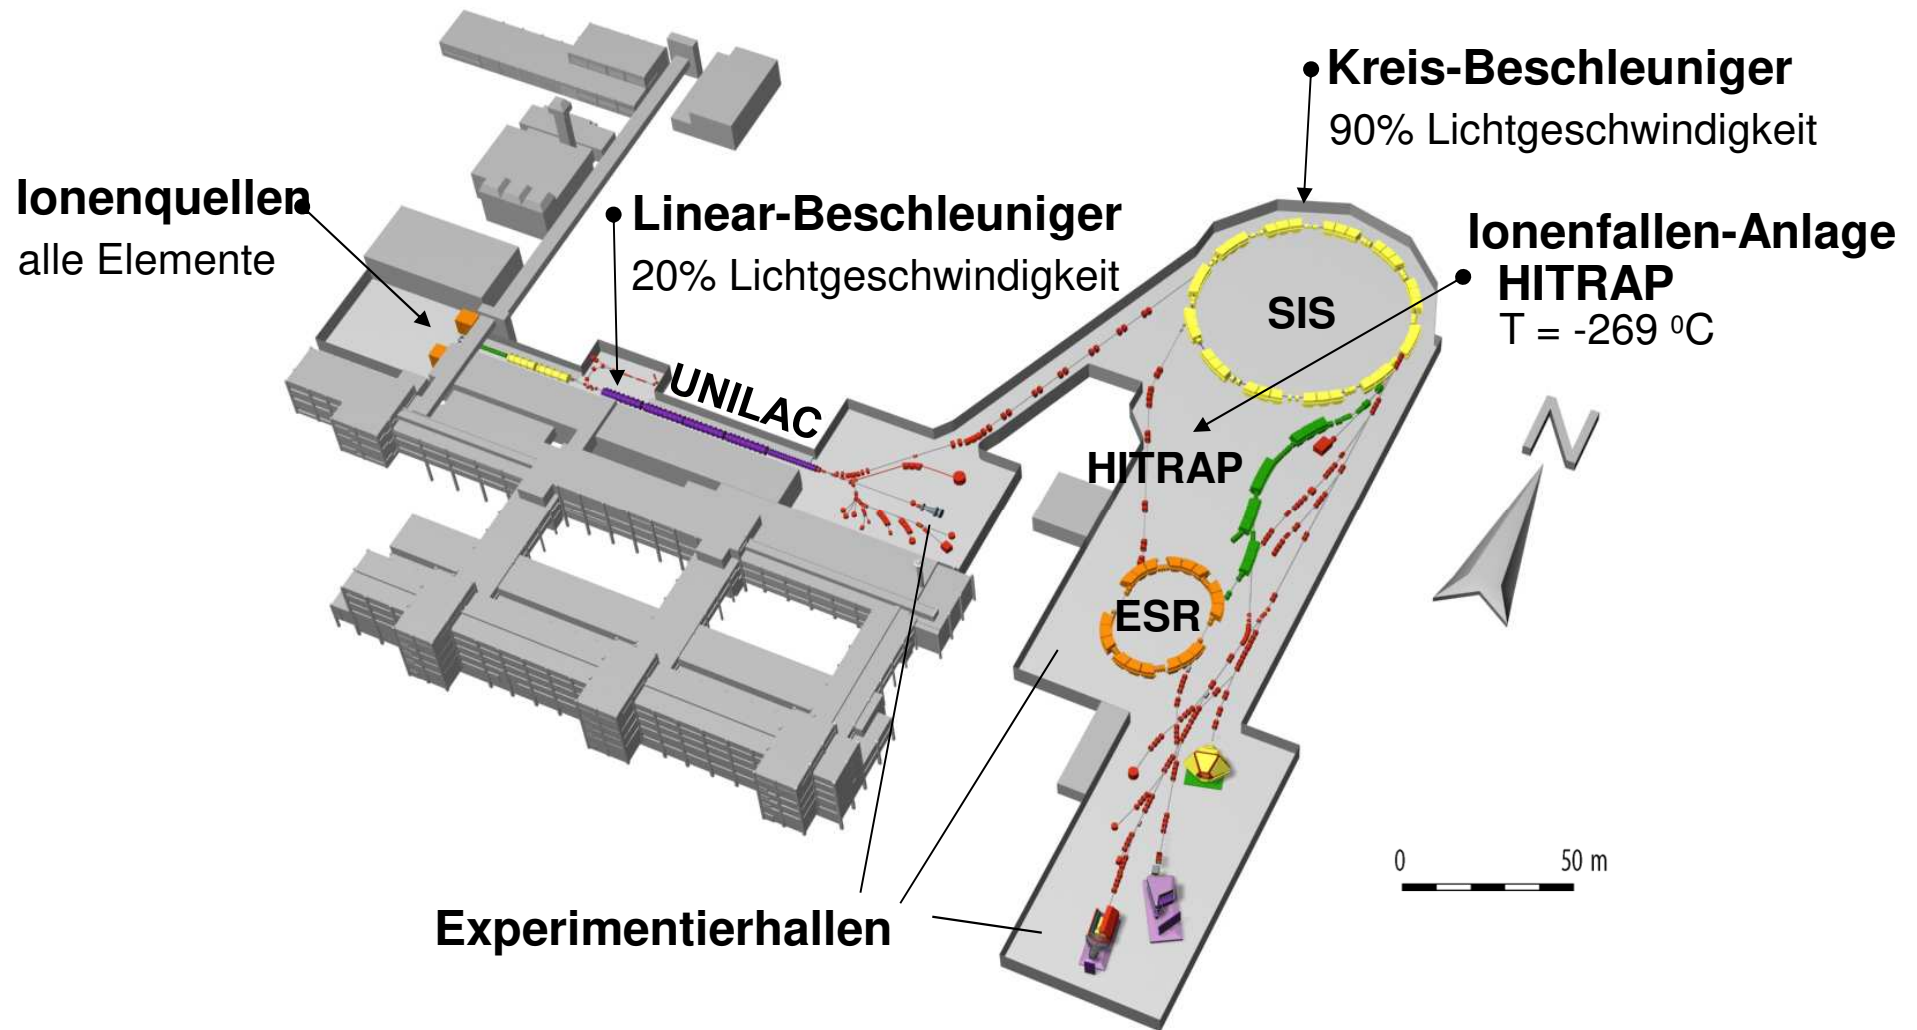 Kreis-Beschleuniger
90% Lichtgeschwindigkeit
Ionenquellen
alle Elemente
Linear-Beschleuniger
20% Lichtgeschwindigkeit
Ionenfallen-Anlage
HITRAP
T = -269 ⁰C
SIS
UNILAC
N
HITRAP
ESR
0 50 m
Experimentierhallen